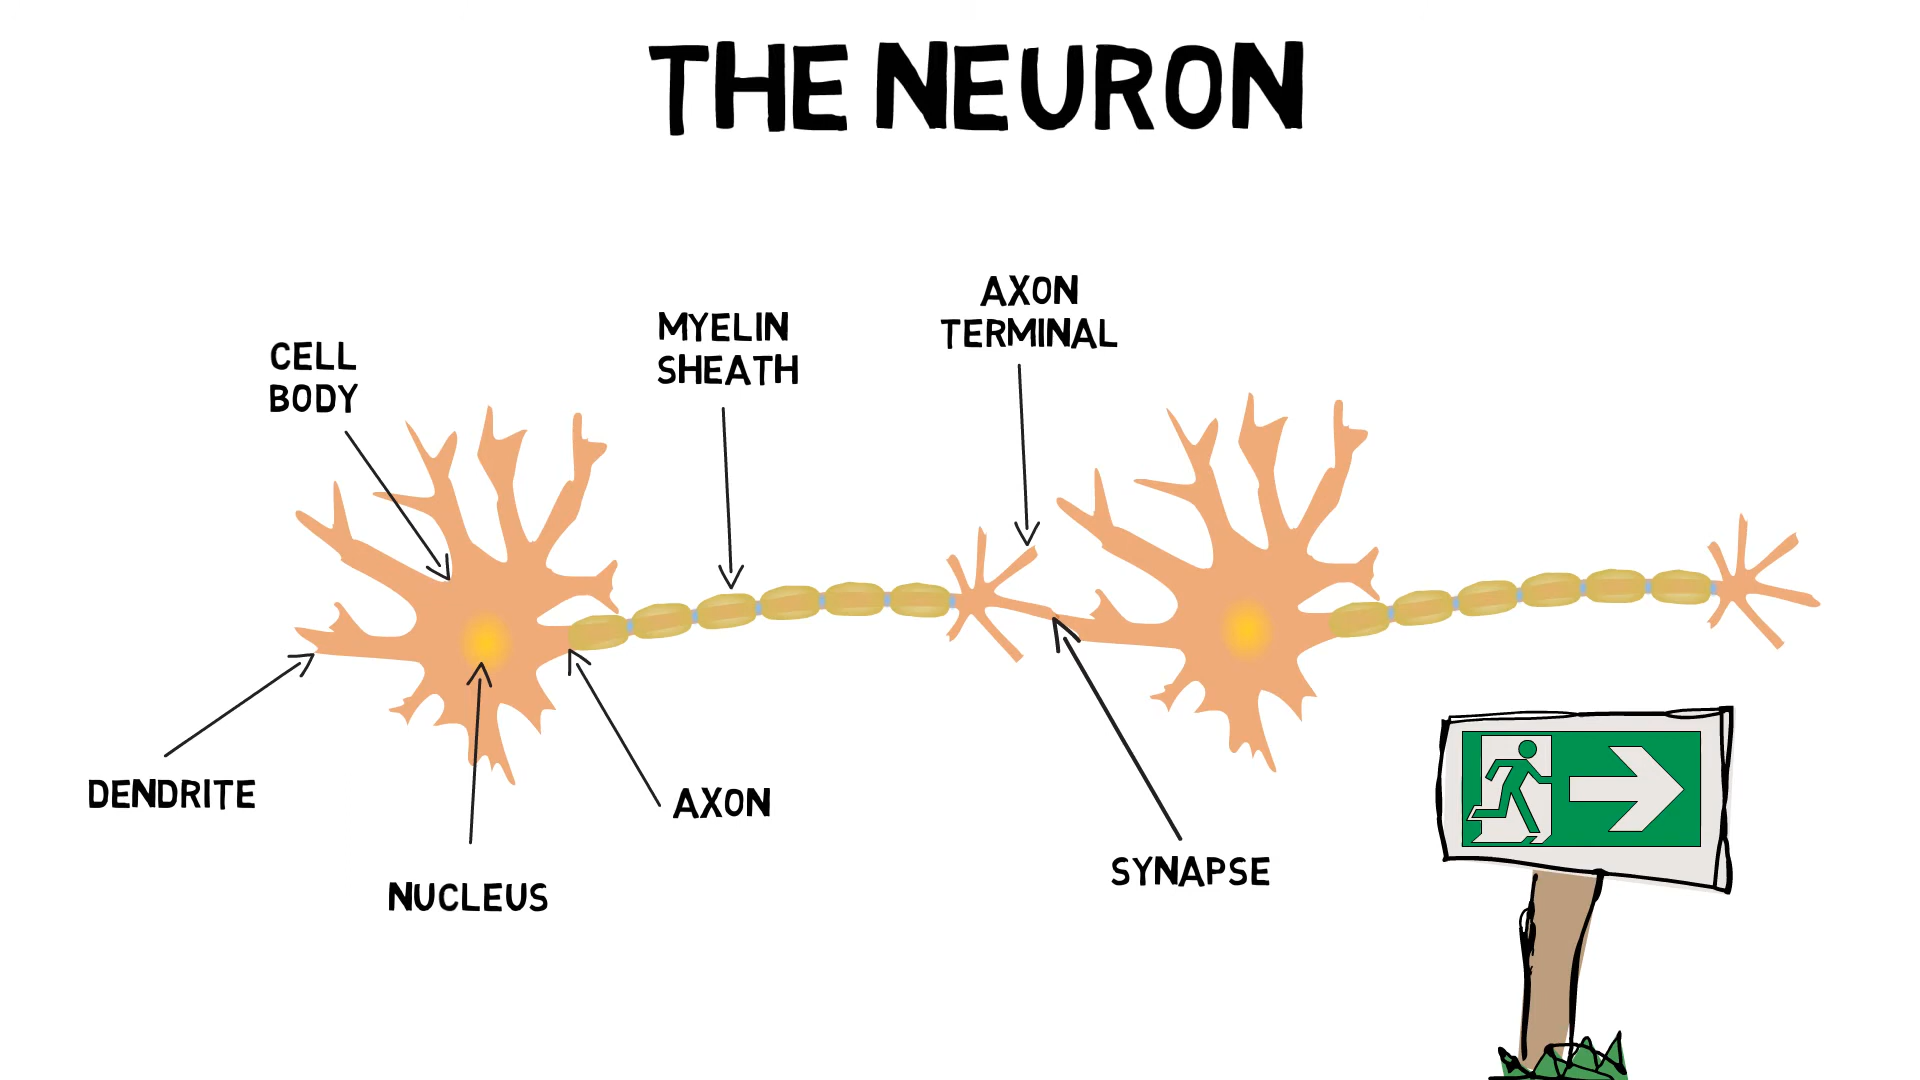 THE NEURON
CELL
BODY
MYELIN
SHEATH
AXON
TERMINAL
DENDRITE
NUCLEUS
AXON
SYNAPSE